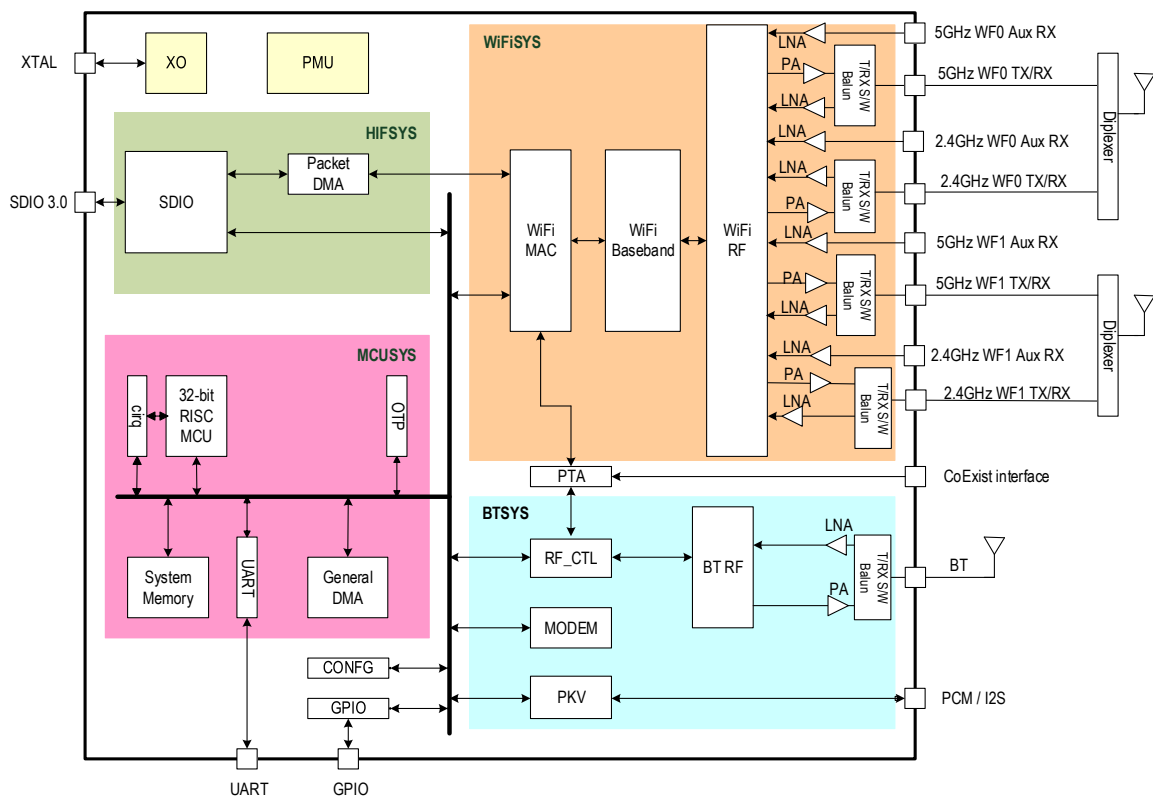 XTAL
XO
PMU
HIFSYS
SDIO 3.0
SDIO
Packet
DMA
WiFiSYS
WiFi
MAC
WiFi
Baseband
WiFi
RF
LNA
PA
LNA
LNA
LNA
PA
LNA
PA
LNA
LNA
PA
LNA
T/RX S/W
Balun
T/RX S/W
Balun
T/RX S/W
Balun
T/RX S/W
Balun
5GHz WF0 Aux RX
5GHz WF0 TX/RX
2.4GHz WF0 Aux RX
2.4GHz WF0 TX/RX
5GHz WF1 Aux RX
5GHz WF1 TX/RX
2.4GHz WF1 Aux RX
2.4GHz WF1 TX/RX
Diplexer
Diplexer
MCUSYS
cirq
32-bit
RISC
MCU
OTP
System
Memory
UART
General
DMA
PTA
CoExist interface
BTSYS
RF_CTL
BT RF
LNA
PA
T/RX S/W
Balun
BT
MODEM
PKV
PCM / I2S
CONFG
GPIO
UART
GPIO